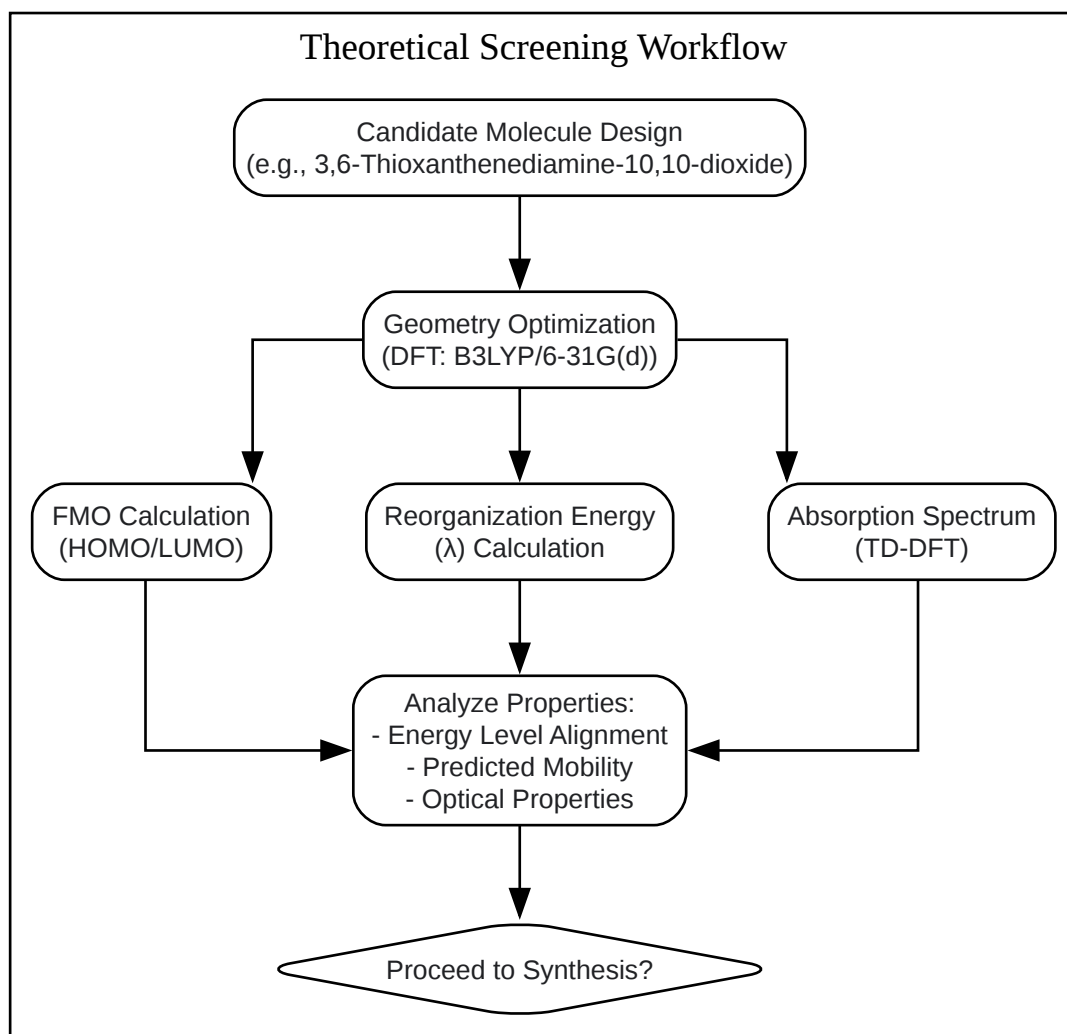 Theoretical Screening Workflow
Candidate Molecule Design
(e.g., 3,6-Thioxanthenediamine-10,10-dioxide)
Geometry Optimization
(DFT: B3LYP/6-31G(d))
FMO Calculation
(HOMO/LUMO)
Reorganization Energy
(λ) Calculation
Absorption Spectrum
(TD-DFT)
Analyze Properties:
- Energy Level Alignment
- Predicted Mobility
- Optical Properties
Proceed to Synthesis?